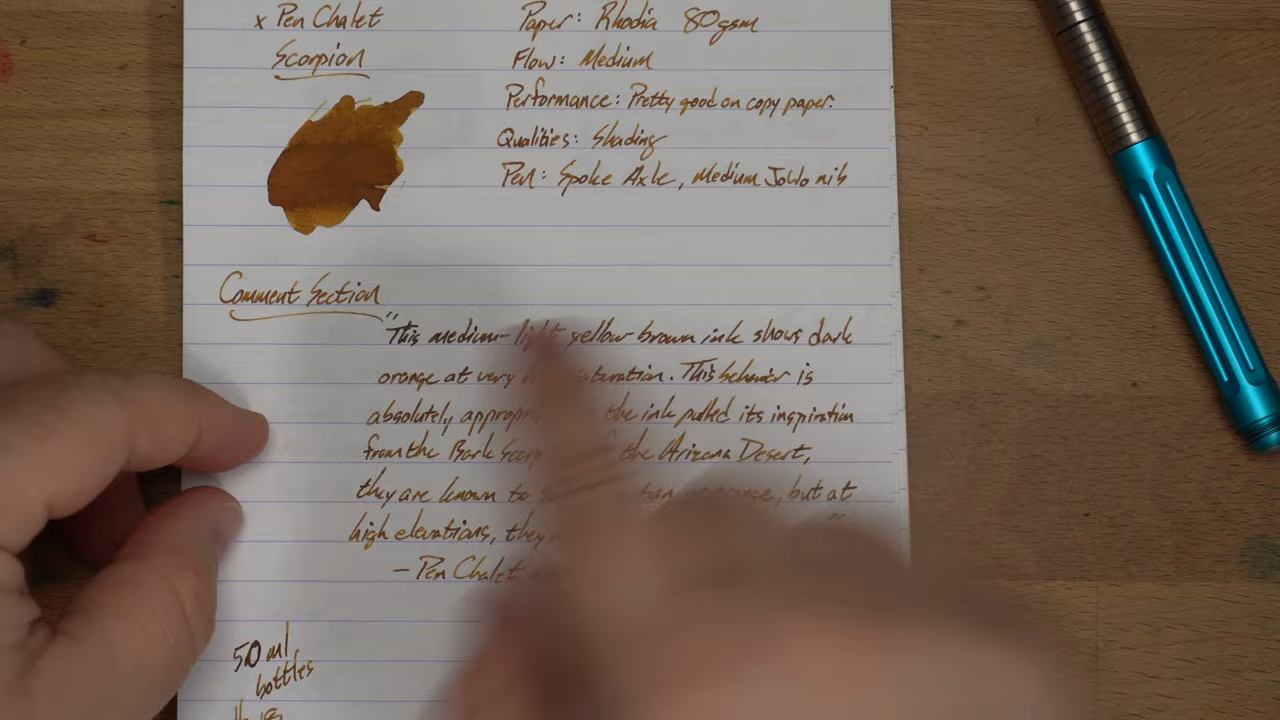 x Pen Chalet
Scorpion
Paper: Rhodia 80gsm
Flow: Medium
Performance: Pretty good on copy paper.
Qualities: Shading
Pen: Spoke Axle, Medium JoWo nib
Comment Section
"This medium-light yellow brown ink shows dark
orange at very saturation. This behavior is
absolutely the ink pulled its inspiration
from the Bark the Arizona Desert,
they are known to but at
high elevations, they
- Pen Chalet
50 ml
bottles